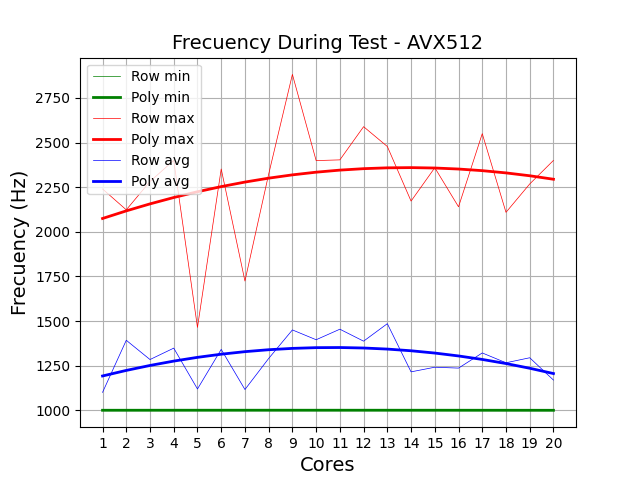 Frecuency During Test - AVX512
Row min
Poly min
Row max
Poly max
Row avg
Poly avg
Frecuency (Hz)
2750
2500
2250
2000
1750
1500
1250
1000
1 2 3 4 5 6 7 8 9 10 11 12 13 14 15 16 17 18 19 20
Cores